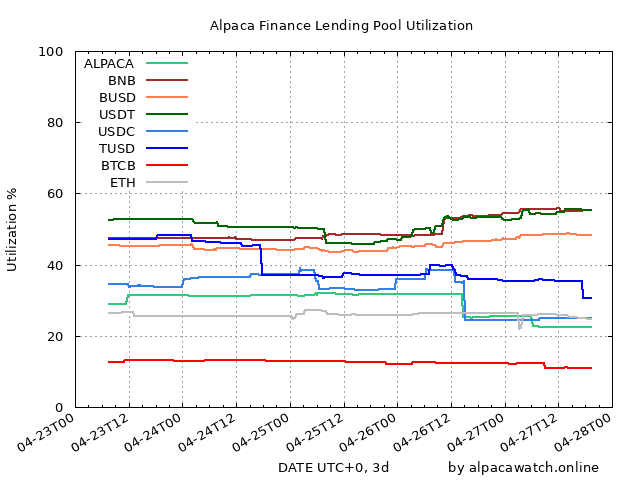 Alpaca Finance Lending Pool Utilization
100
80
60
40
20
0
Utilization %
ALPACA
BNB
BUSD
USDT
USDC
TUSD
BTCB
ETH
04-23T00
04-23T12
04-24T00
04-24T12
04-25T00
04-25T12
04-26T00
04-26T12
04-27T00
04-27T12
04-28T00
DATE UTC+0, 3d
by alpacawatch.online